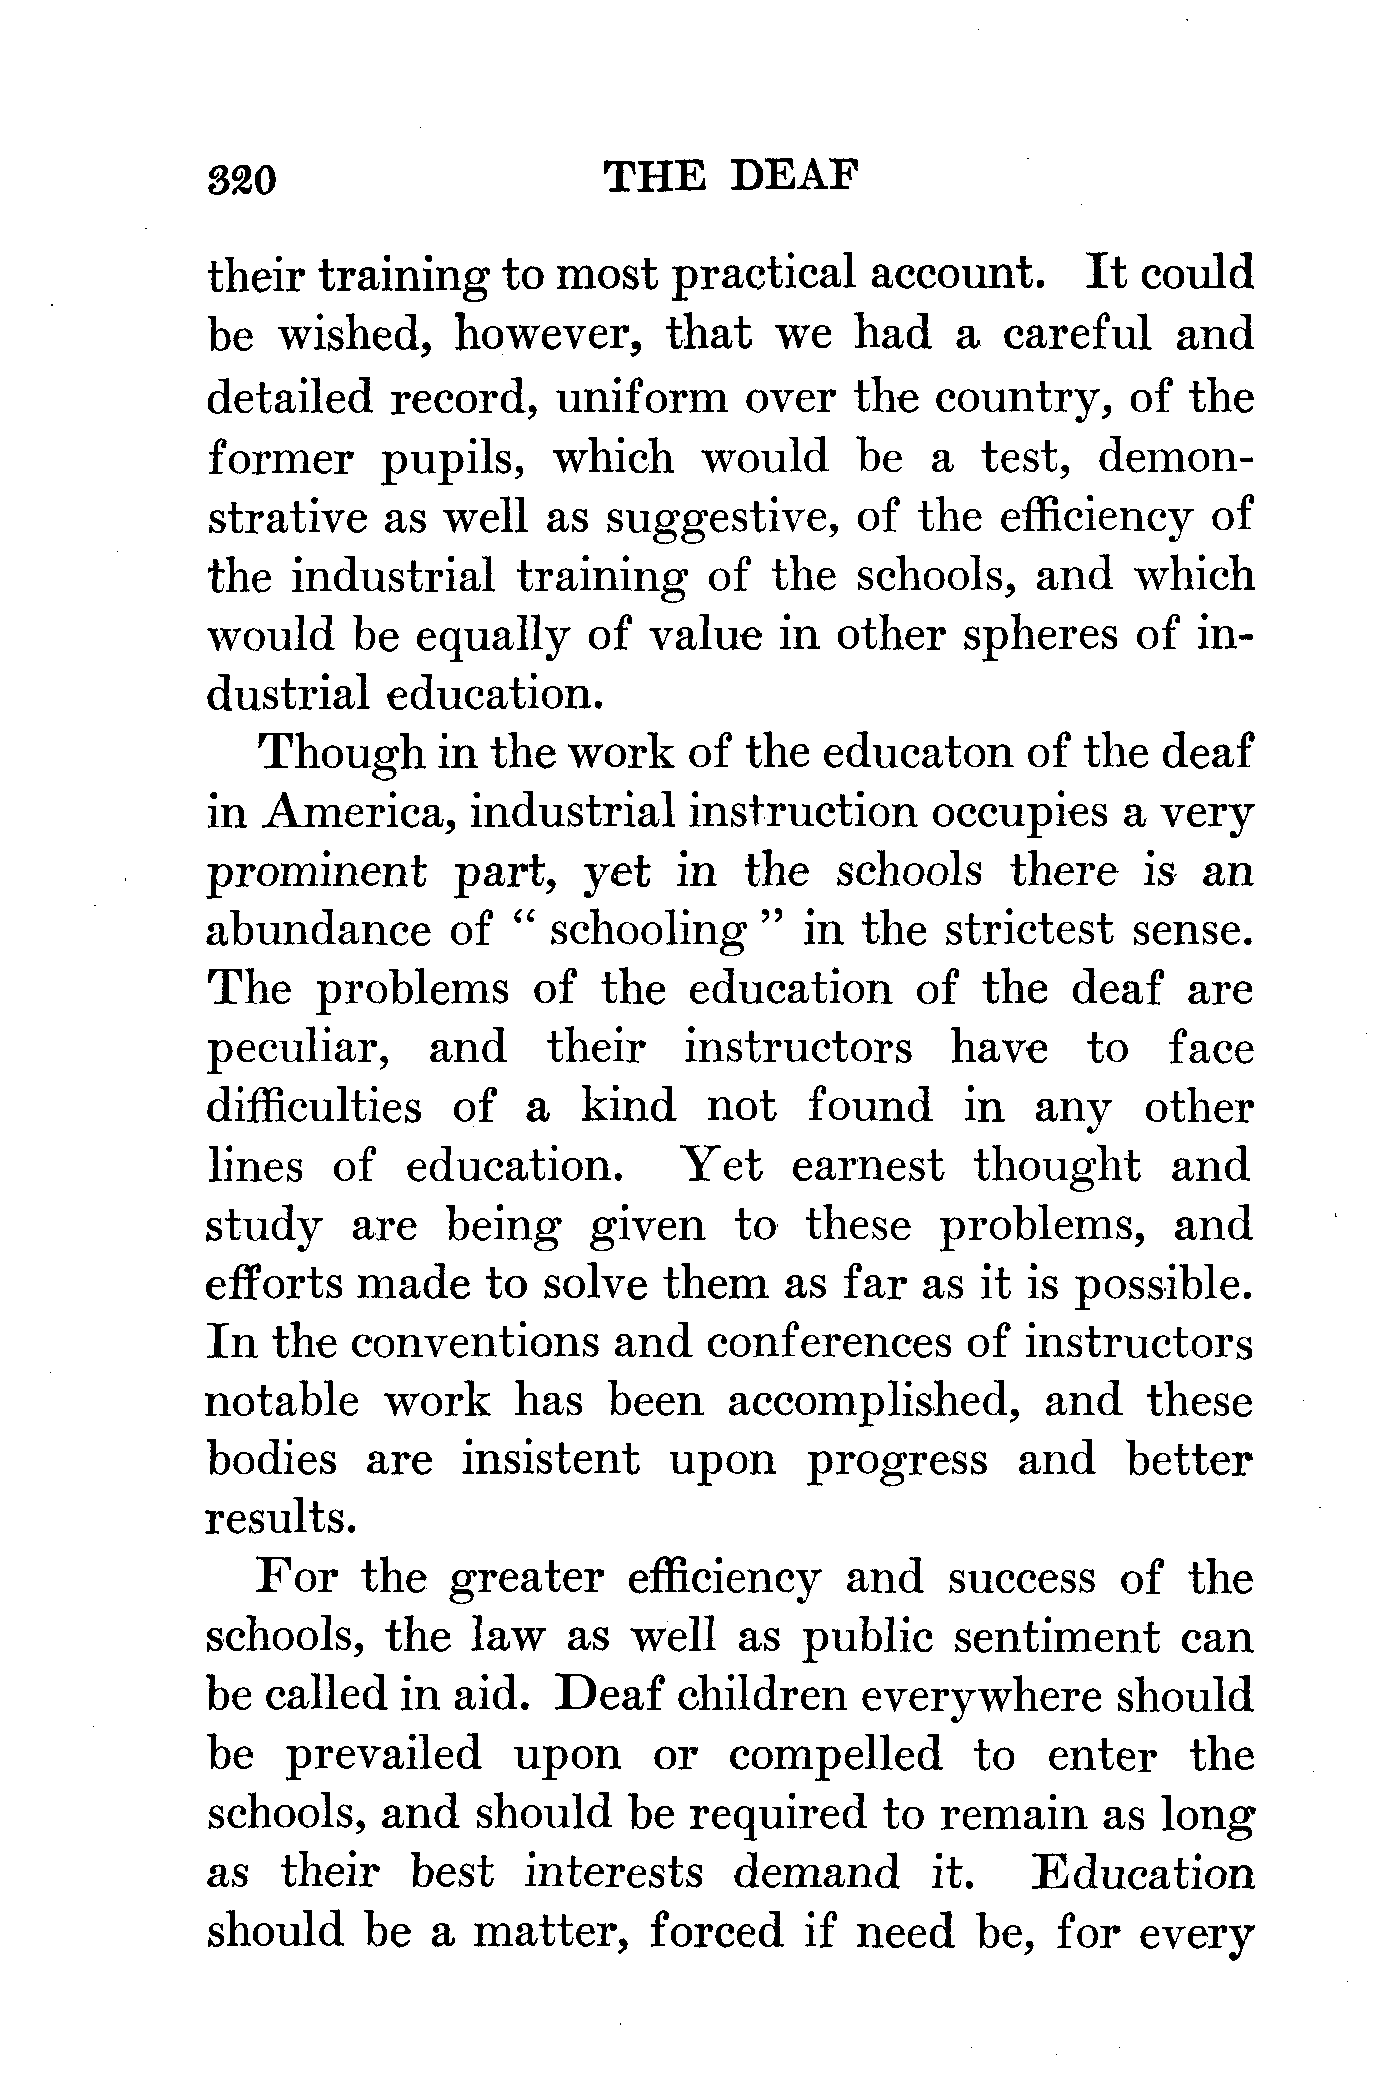 320 THE DEAF
their training to most practical account. It could
be wished, however, that we had a careful and
detailed record, uniform over the country, of the
former pupils, which would be a test, demon-
strative as well as suggestive, of the efficiency of
the industrial training of the schools, and which
would be equally of value in other spheres of in-
dustrial education.
Though in the work of the educaton of the deaf
in America, industrial instruction occupies a very
prominent part, yet in the schools there is an
abundance of “ schooling ” in the strictest sense.
The problems of the education of the deaf are
peculiar, and their instructors have to face
difficulties of a kind not found in any other
lines of education. Yet earnest thought and
study are being given to these problems, and
efforts made to solve them as far as it is possible.
In the conventions and conferences of instructors
notable work has been accomplished, and these
bodies are insistent upon progress and better
results.
For the greater efficiency and success of the
schools, the law as well as public sentiment can
be called in aid. Deaf children everywhere should
be prevailed upon or compelled to enter the
schools, and should be required to remain as long
as their best interests demand it. Education
should be a matter, forced if need be, for every